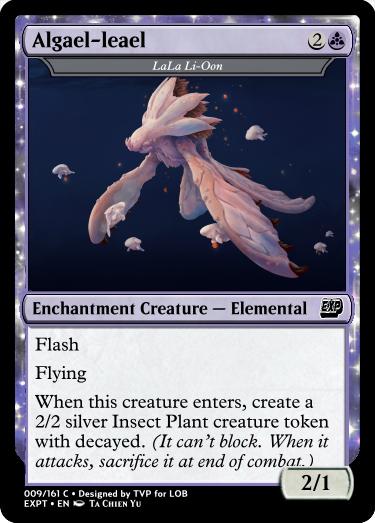 Algael-leael 2
LaLa Li-Oon
Enchantment Creature — Elemental EXP
Flash
Flying
When this creature enters, create a
2/2 silver Insect Plant creature token
with decayed. (It can't block. When it
attacks, sacrifice it at end of combat.)
2/1
009/161 C • Designed by TVP for LOB
EXPT • EN Ta Chien Yu